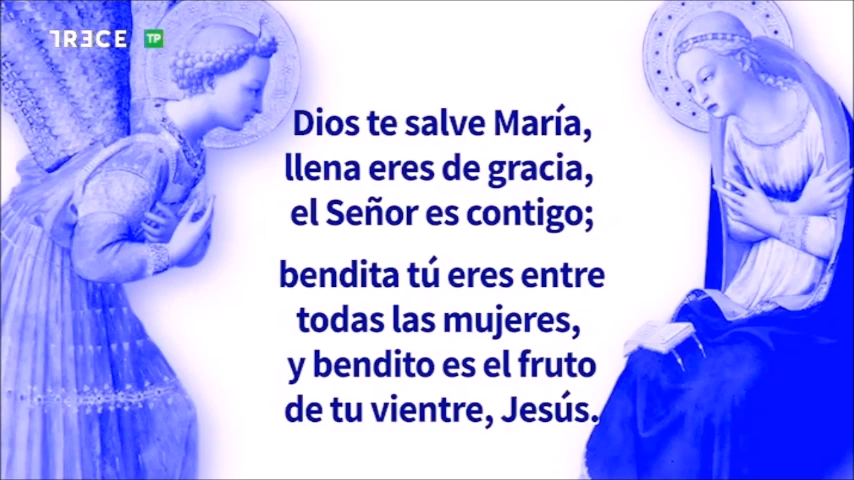 TRECE TP
Dios te salve María,
llena eres de gracia,
el Señor es contigo;
bendita tú eres entre
todas las mujeres,
y bendito es el fruto
de tu vientre, Jesús.